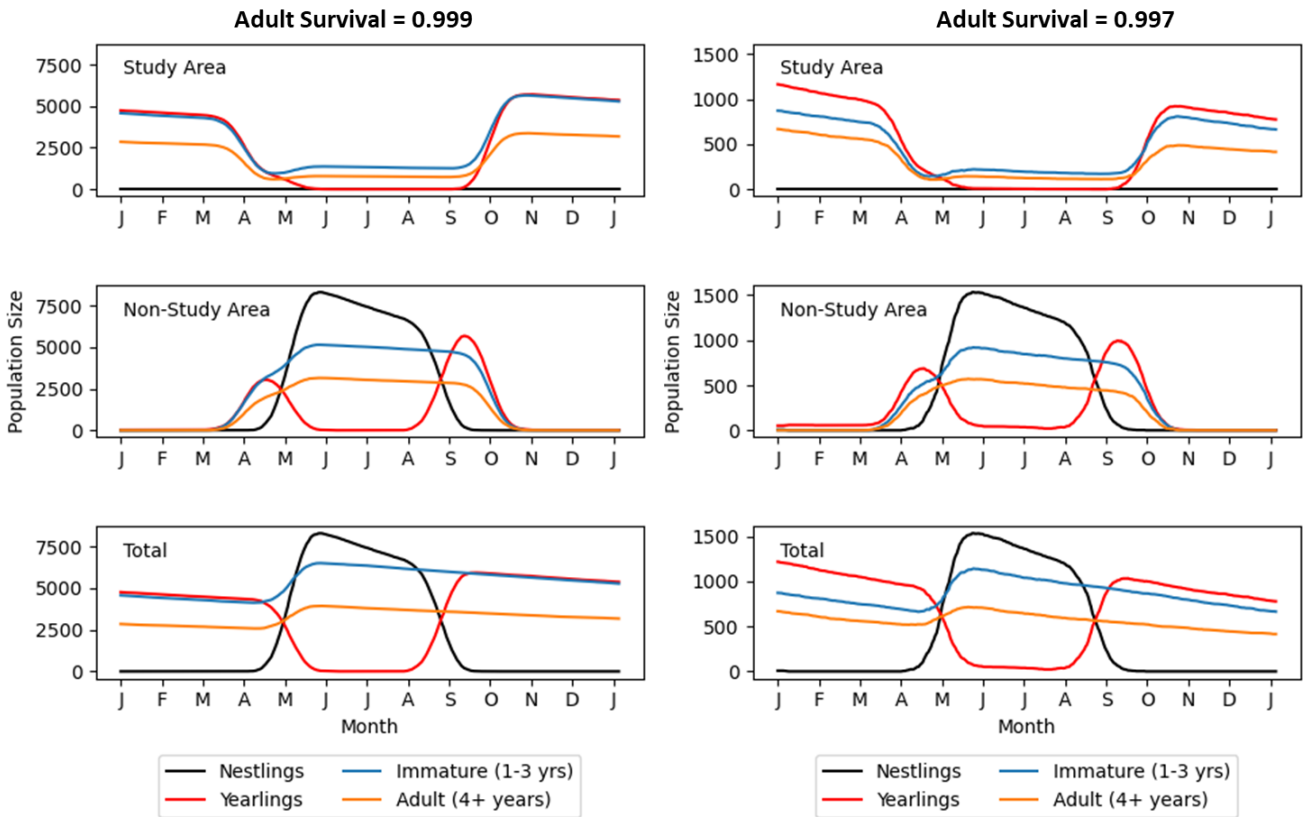 Adult Survival = 0.999
Study Area
7500
5000
2500
0
J F M A M J J A S O N D J
Non-Study Area
7500
5000
2500
0
J F M A M J J A S O N D J
Population Size
Total
7500
5000
2500
0
J F M A M J J A S O N D J
Month
Nestlings
Yearlings
Immature (1-3 yrs)
Adult (4+ years)
Adult Survival = 0.997
Study Area
1500
1000
500
0
J F M A M J J A S O N D J
Non-Study Area
1500
1000
500
0
J F M A M J J A S O N D J
Population Size
Total
1500
1000
500
0
J F M A M J J A S O N D J
Month
Nestlings
Yearlings
Immature (1-3 yrs)
Adult (4+ years)